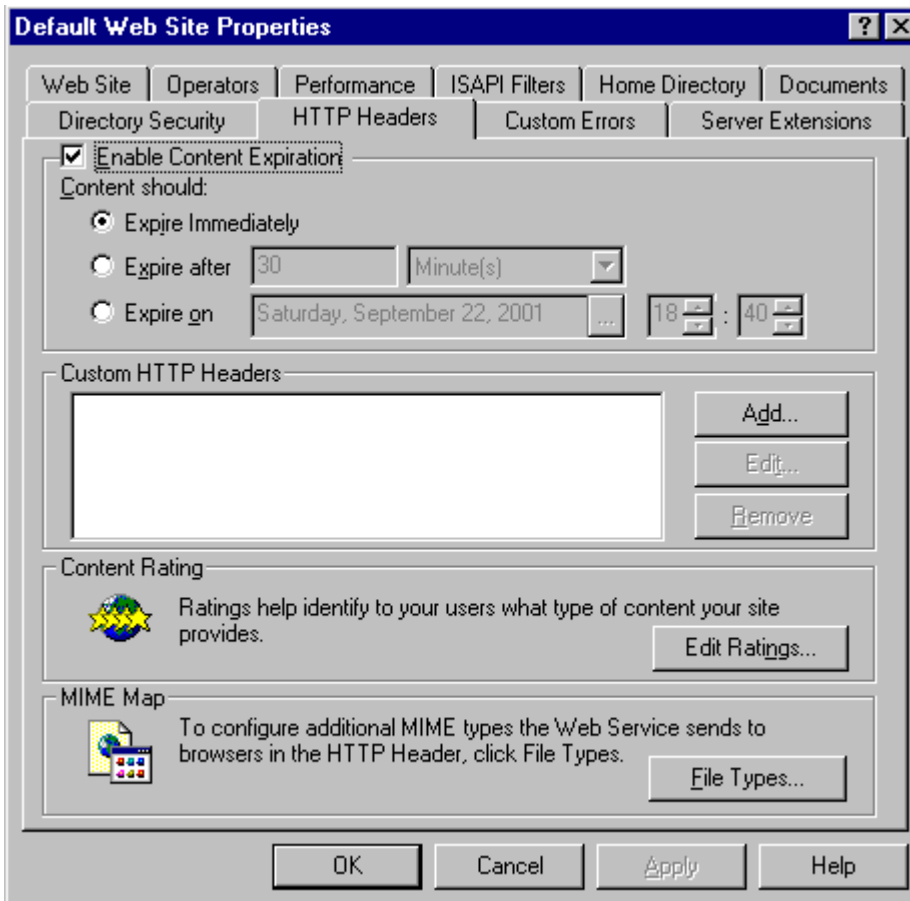 Default Web Site Properties
Web Site Operators Performance ISAPI Filters Home Directory Documents
Directory Security HTTP Headers Custom Errors Server Extensions
Enable Content Expiration
Content should:
Expire Immediately
Expire after 30 Minute(s)
Expire on Saturday, September 22, 2001 ... 18 : 40
Custom HTTP Headers
Add...
Edit...
Remove
Content Rating
Ratings help identify to your users what type of content your site
provides.
Edit Ratings...
MIME Map
To configure additional MIME types the Web Service sends to
browsers in the HTTP Header, click File Types.
File Types...
OK Cancel Apply Help